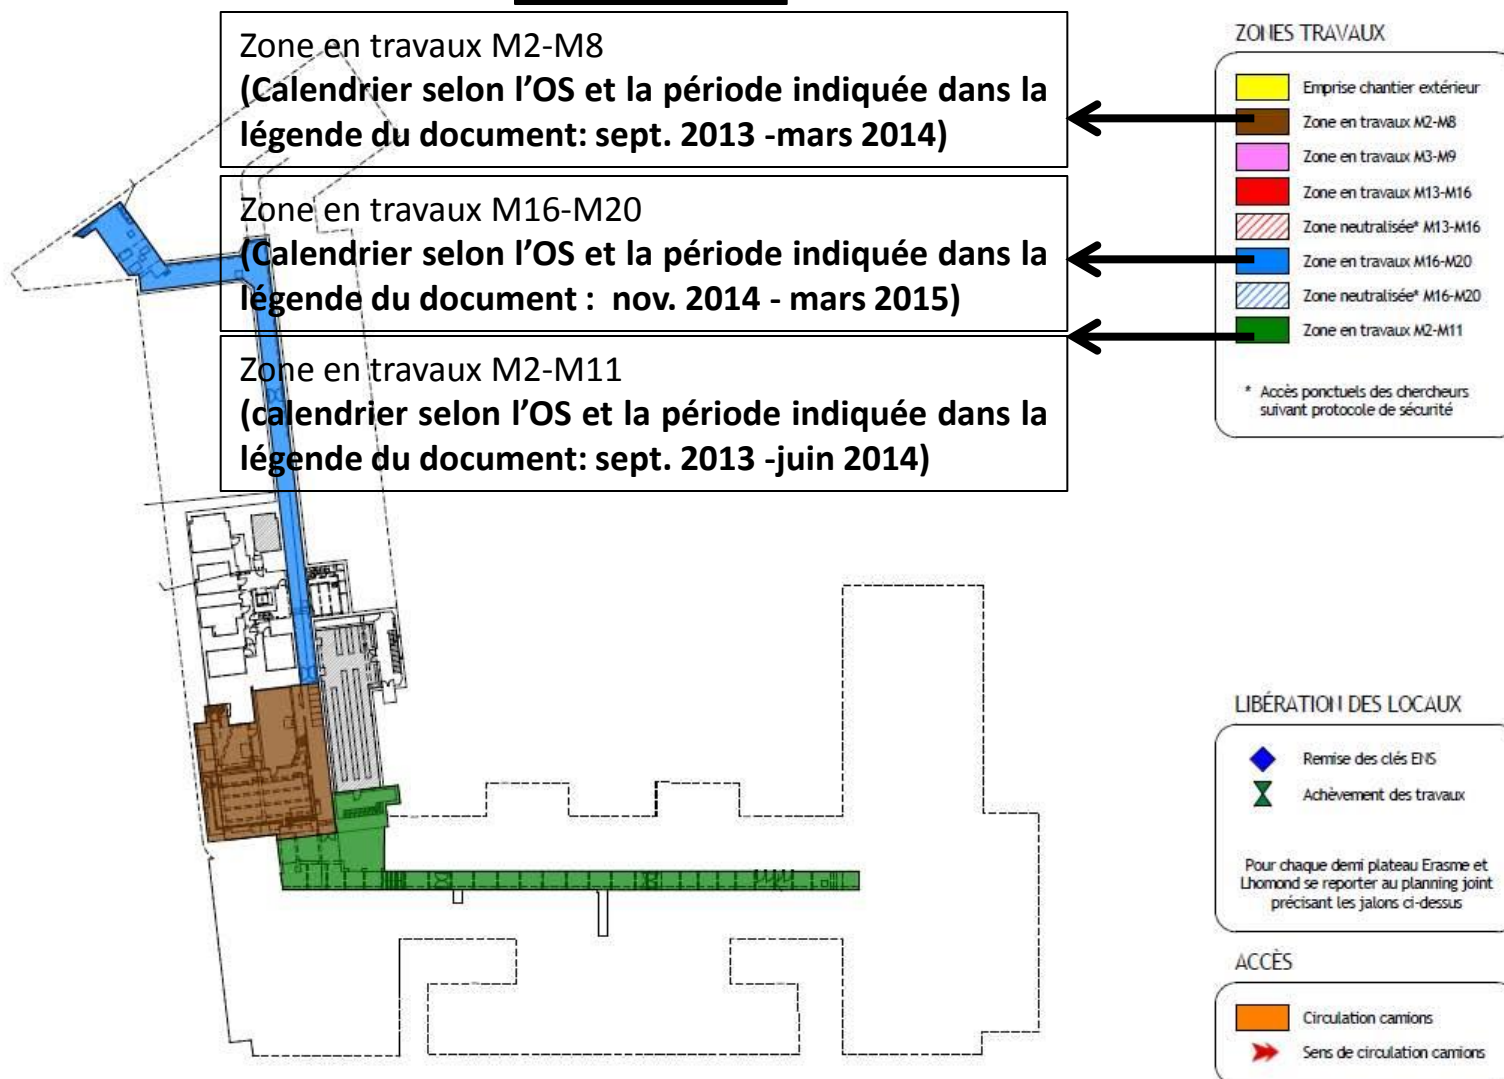 Zone en travaux M2-M8
(Calendrier selon l’OS et la période indiquée dans la
légende du document: sept. 2013 -mars 2014)
Zone en travaux M16-M20
(Calendrier selon l’OS et la période indiquée dans la
légende du document : nov. 2014 - mars 2015)
Zone en travaux M2-M11
(calendrier selon l’OS et la période indiquée dans la
légende du document: sept. 2013 -juin 2014)
ZONES TRAVAUX
Emprise chantier extérieur
Zone en travaux M2-M8
Zone en travaux M3-M9
Zone en travaux M13-M16
Zone neutralisée* M13-M16
Zone en travaux M16-M20
Zone neutralisée* M16-M20
Zone en travaux M2-M11
* Accès ponctuels des chercheurs
suivant protocole de sécurité
LIBÉRATION DES LOCAUX
Remise des clés ENS
Achèvement des travaux
Pour chaque demi plateau Erasme et
Lhomond se reporter au planning joint
précisant les jalons ci-dessus
ACCÈS
Circulation camions
Sens de circulation camions